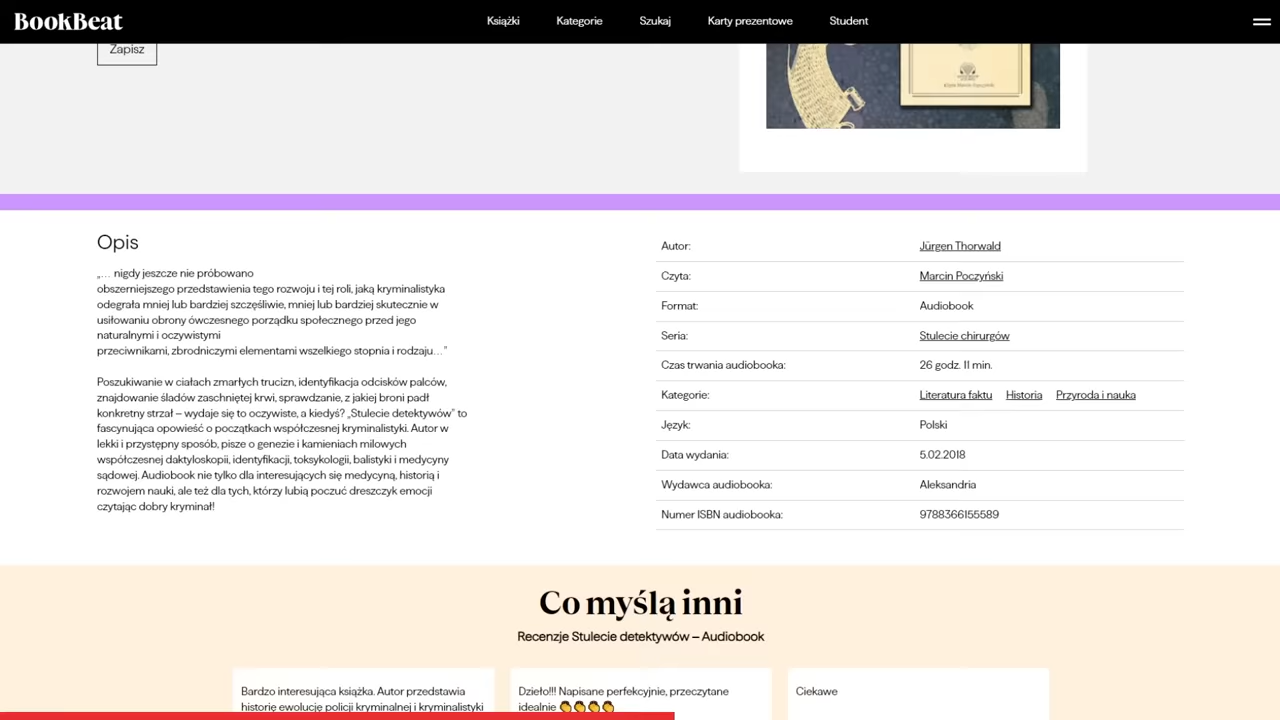 BookBeat
Książki
Kategorie
Szukaj
Karty prezentowe
Student
Zapisz
Opis
„… nigdy jeszcze nie próbowano
obszerniejszego przedstawienia tego rozwoju i tej roli, jaką kryminalistyka
odegrała mniej lub bardziej szczęśliwie, mniej lub bardziej skutecznie w
usiłowaniu obrony ówczesnego porządku społecznego przed jego
naturalnymi i oczywistymi
przeciwnikami, zbrodniczymi elementami wszelkiego stopnia i rodzaju…”
Poszukiwanie w ciałach zmarłych trucizn, identyfikacja odcisków palców,
znajdowanie śladów zaschniętej krwi, sprawdzanie, z jakiej broni padł
konkretny strzał – wydaje się to oczywiste, a kiedyś? „Stulecie detektywów” to
fascynująca opowieść o początkach współczesnej kryminalistyki. Autor w
lekki i przystępny sposób, pisze o genezie i kamieniach milowych
współczesnej daktyloskopii, identyfikacji, toksykologii, balistyki i medycyny
sądowej. Audiobook nie tylko dla interesujących się medycyną, historią i
rozwojem nauki, ale też dla tych, którzy lubią poczuć dreszczyk emocji
czytając dobry kryminał!
Autor: Jürgen Thorwald
Czyta: Marcin Poczyński
Format: Audiobook
Seria: Stulecie chirurgów
Czas trwania audiobooka: 26 godz. 11 min.
Kategorie: Literatura faktu Historia Przyroda i nauka
Język: Polski
Data wydania: 5.02.2018
Wydawca audiobooka: Aleksandria
Numer ISBN audiobooka: 9788366155589
Co myślą inni
Recenzje Stulecie detektywów – Audiobook
Bardzo interesująca książka. Autor przedstawia
historię ewolucję policji kryminalnej i kryminalistyki
Dzieło!!! Napisane perfekcyjnie, przeczytane
idealnie 👏👏👏👏
Ciekawe